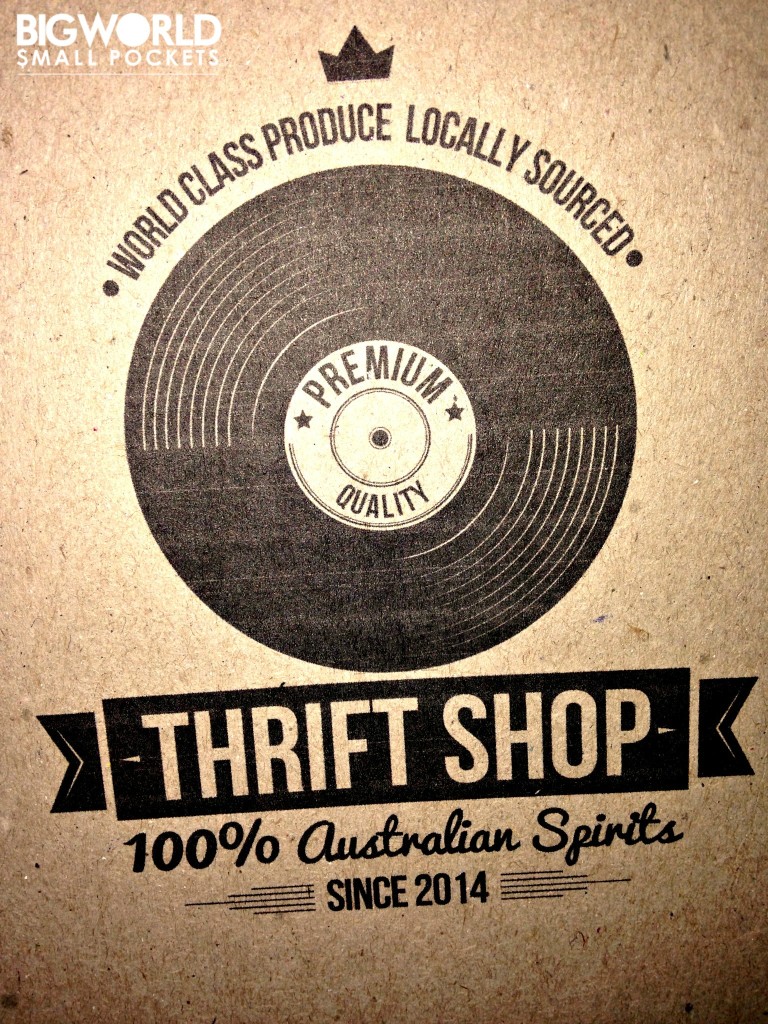 BIGWORLD
SMALL POCKETS
WORLD CLASS PRODUCE LOCALLY SOURCED
PREMIUM
QUALITY
THRIFT SHOP
100% Australian Spirits
SINCE 2014